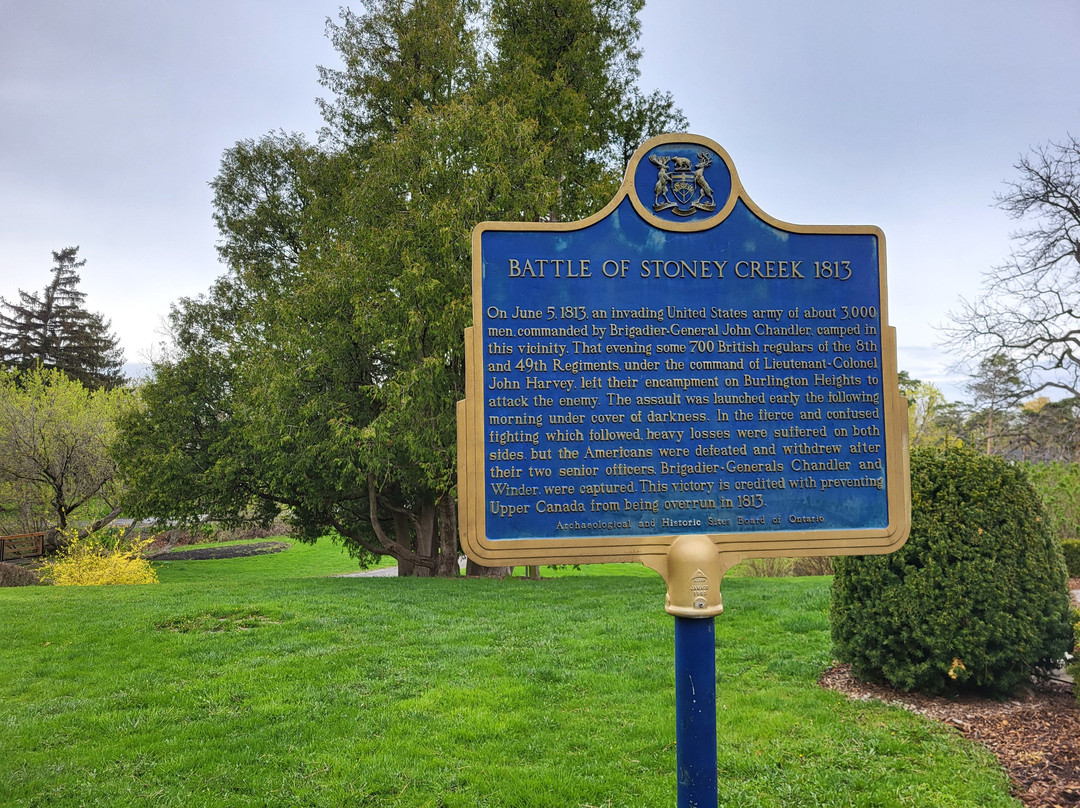 BATTLE OF STONEY CREEK 1813
On June 5, 1813, an invading United States army of about 3,000
men, commanded by Brigadier-General John Chandler, camped in
this vicinity. That evening some 700 British regulars of the 8th
and 49th Regiments, under the command of Lieutenant-Colonel
John Harvey, left their encampment on Burlington Heights to
attack the enemy. The assault was launched early the following
morning under cover of darkness. In the fierce and confused
fighting which followed, heavy losses were suffered on both
sides, but the Americans were defeated and withdrew after
their two senior officers, Brigadier-Generals Chandler and
Winder, were captured. This victory is credited with preventing
Upper Canada from being overrun in 1813.
Archaeological and Historic Sites Board of Ontario